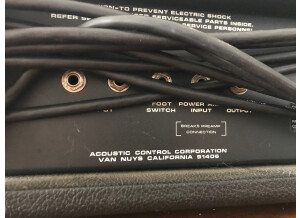 ON-TO PREVENT ELECTRIC SHOCK
REFER SERVICEABLE PARTS INSIDE.
SERVICE PERSONNEL
FOOT POWER
SWITCH INPUT OUTPUT
BREAKS PREAMP
CONNECTION
ACOUSTIC CONTROL CORPORATION
VAN NUYS CALIFORNIA 91406